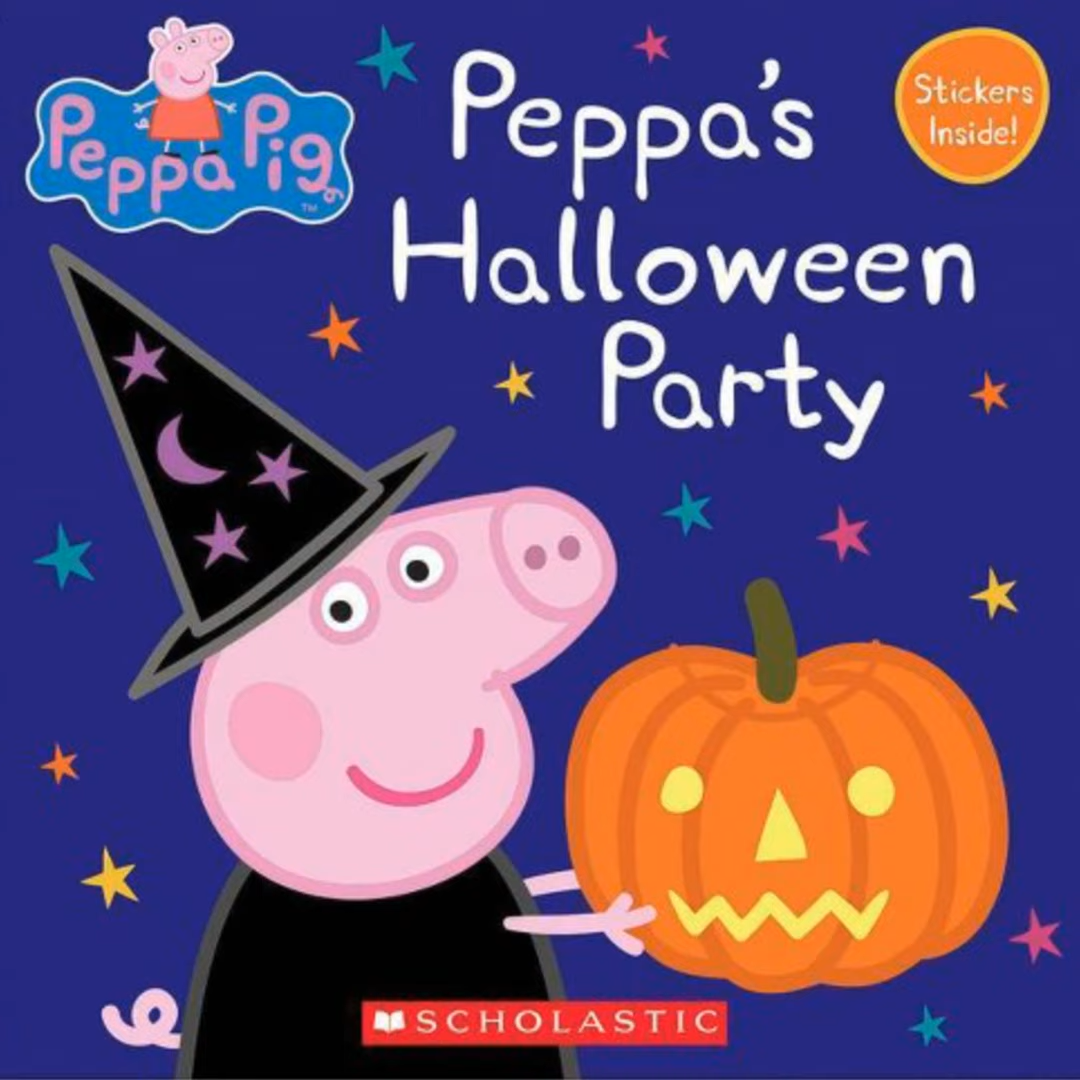 Peppa Pig
TM
Peppa's
Halloween
Party
Stickers
Inside!
SCHOLASTIC